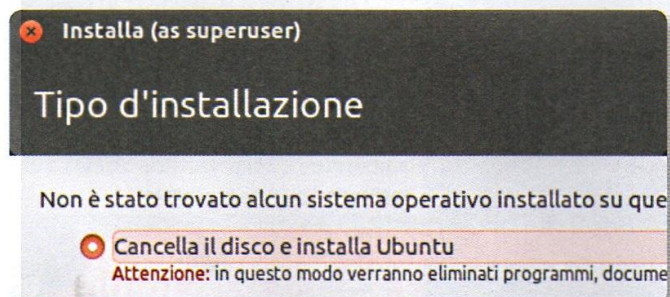 Installa (as superuser)
Tipo d'installazione
Non è stato trovato alcun sistema operativo installato su que
Cancella il disco e installa Ubuntu
Attenzione: in questo modo verranno eliminati programmi, docume